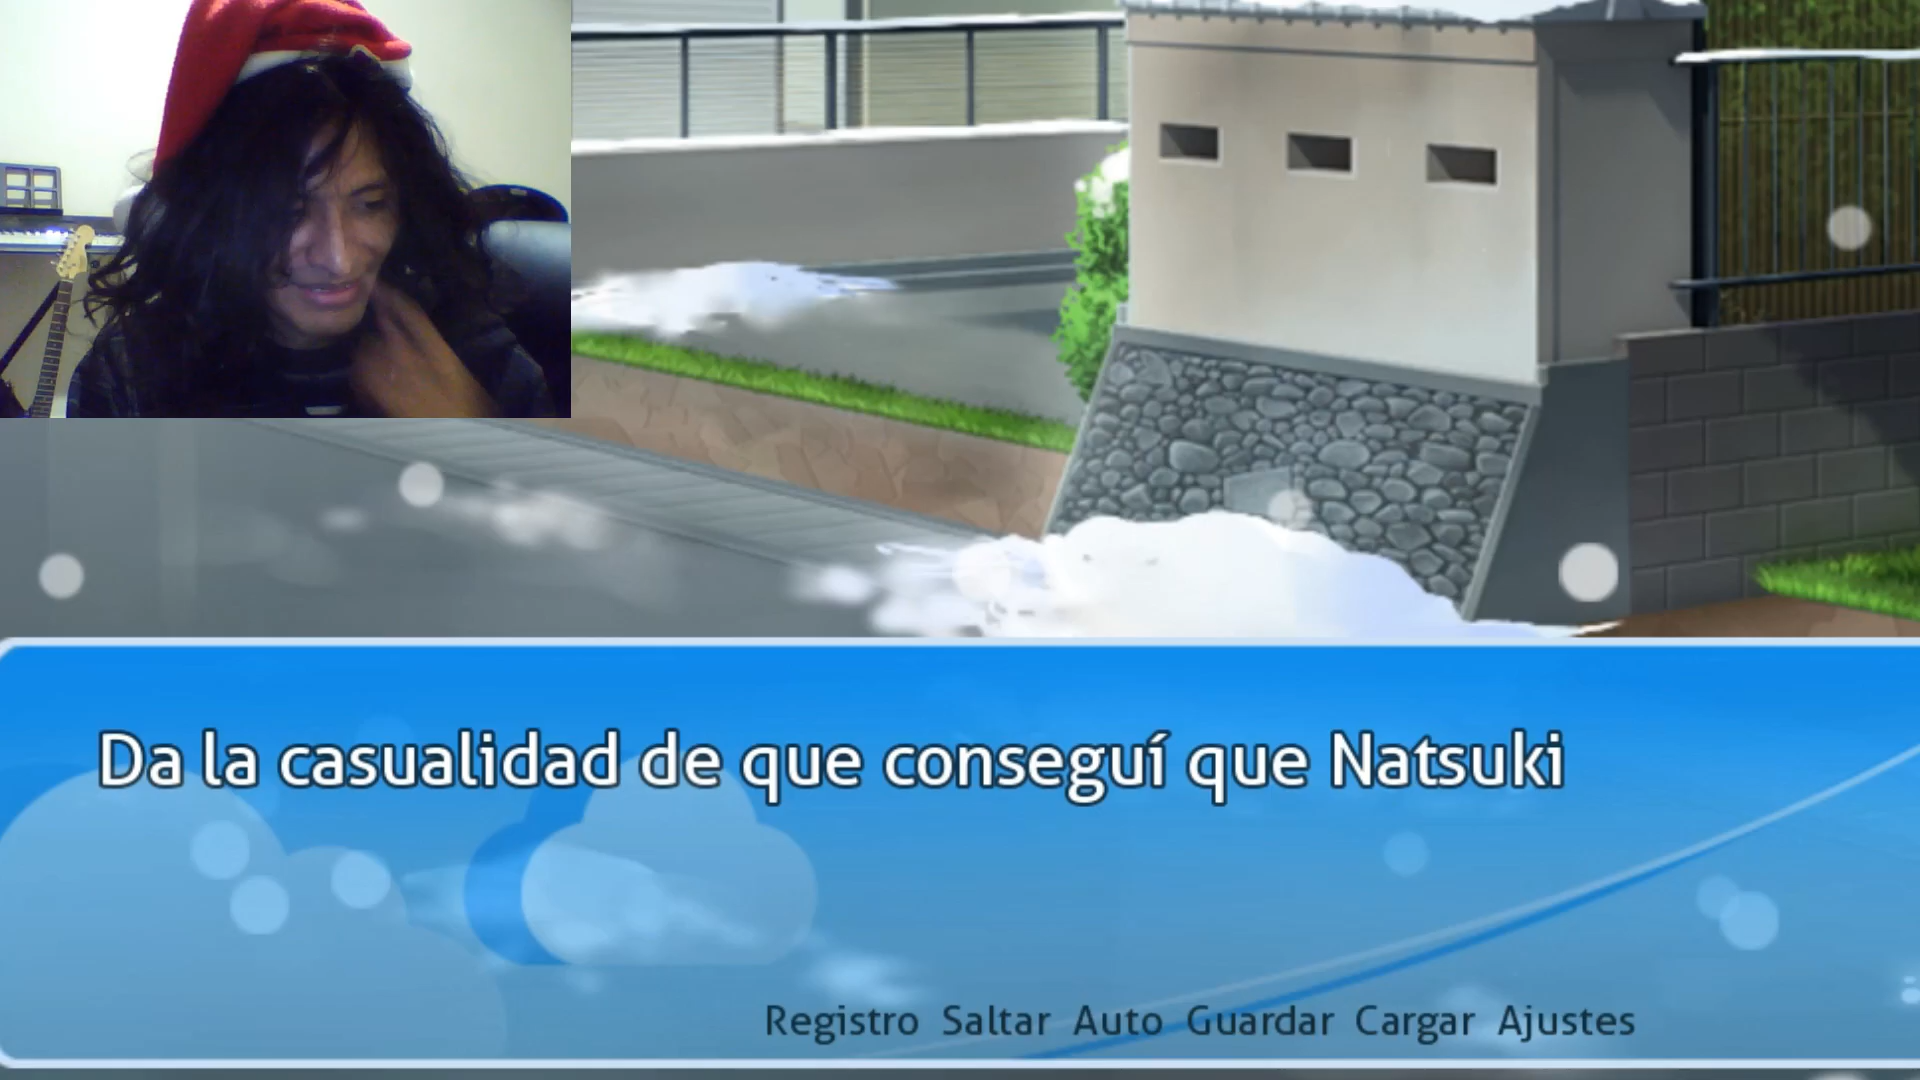 Da la casualidad de que conseguí que Natsuki
Registro Saltar Auto Guardar Cargar Ajustes